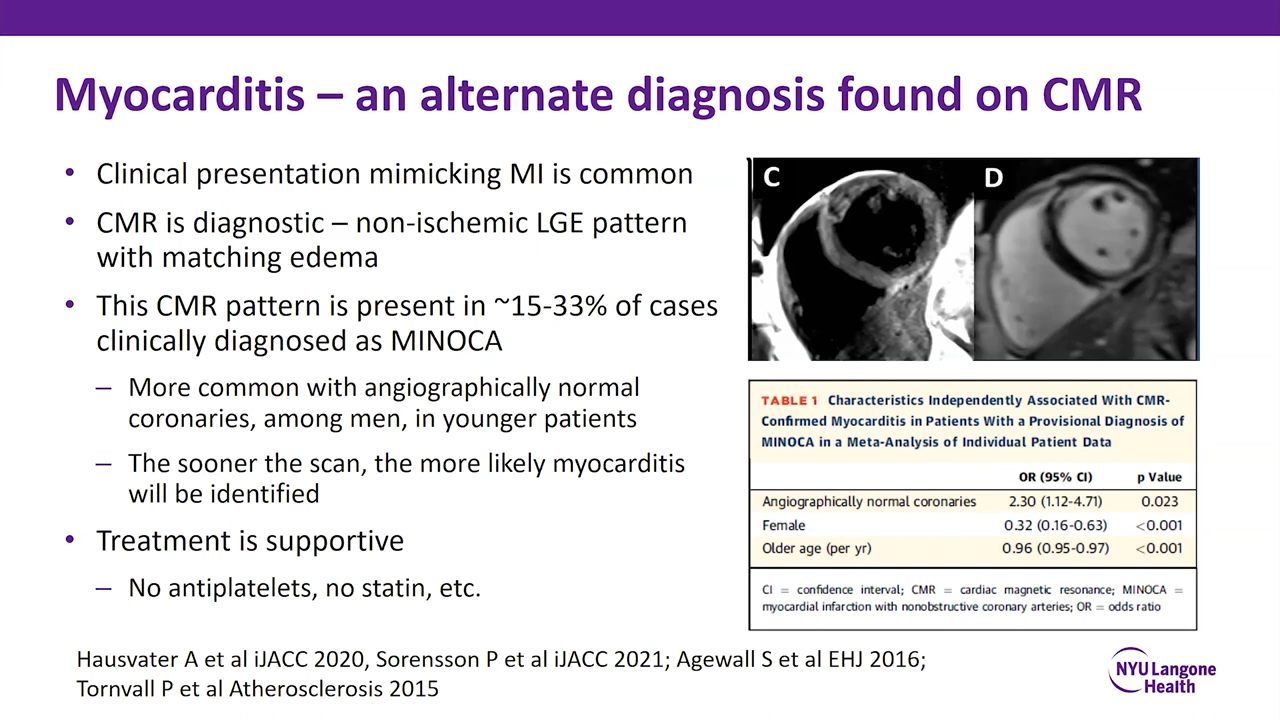 Myocarditis – an alternate diagnosis found on CMR
• Clinical presentation mimicking MI is common
• CMR is diagnostic – non-ischemic LGE pattern
with matching edema
• This CMR pattern is present in ~15-33% of cases
clinically diagnosed as MINOCA
– More common with angiographically normal
coronaries, among men, in younger patients
– The sooner the scan, the more likely myocarditis
will be identified
• Treatment is supportive
– No antiplatelets, no statin, etc.
C D
TABLE 1 Characteristics Independently Associated With CMR-
Confirmed Myocarditis in Patients With a Provisional Diagnosis of
MINOCA in a Meta-Analysis of Individual Patient Data
OR (95% CI) p Value
Angiographically normal coronaries 2.30 (1.12-4.71) 0.023
Female 0.32 (0.16-0.63) <0.001
Older age (per yr) 0.96 (0.95-0.97) <0.001
CI = confidence interval; CMR = cardiac magnetic resonance; MINOCA =
myocardial infarction with nonobstructive coronary arteries; OR = odds ratio
Hausvater A et al iJACC 2020, Sorensson P et al iJACC 2021; Agewall S et al EHJ 2016;
Tornvall P et al Atherosclerosis 2015
NYU Langone
Health